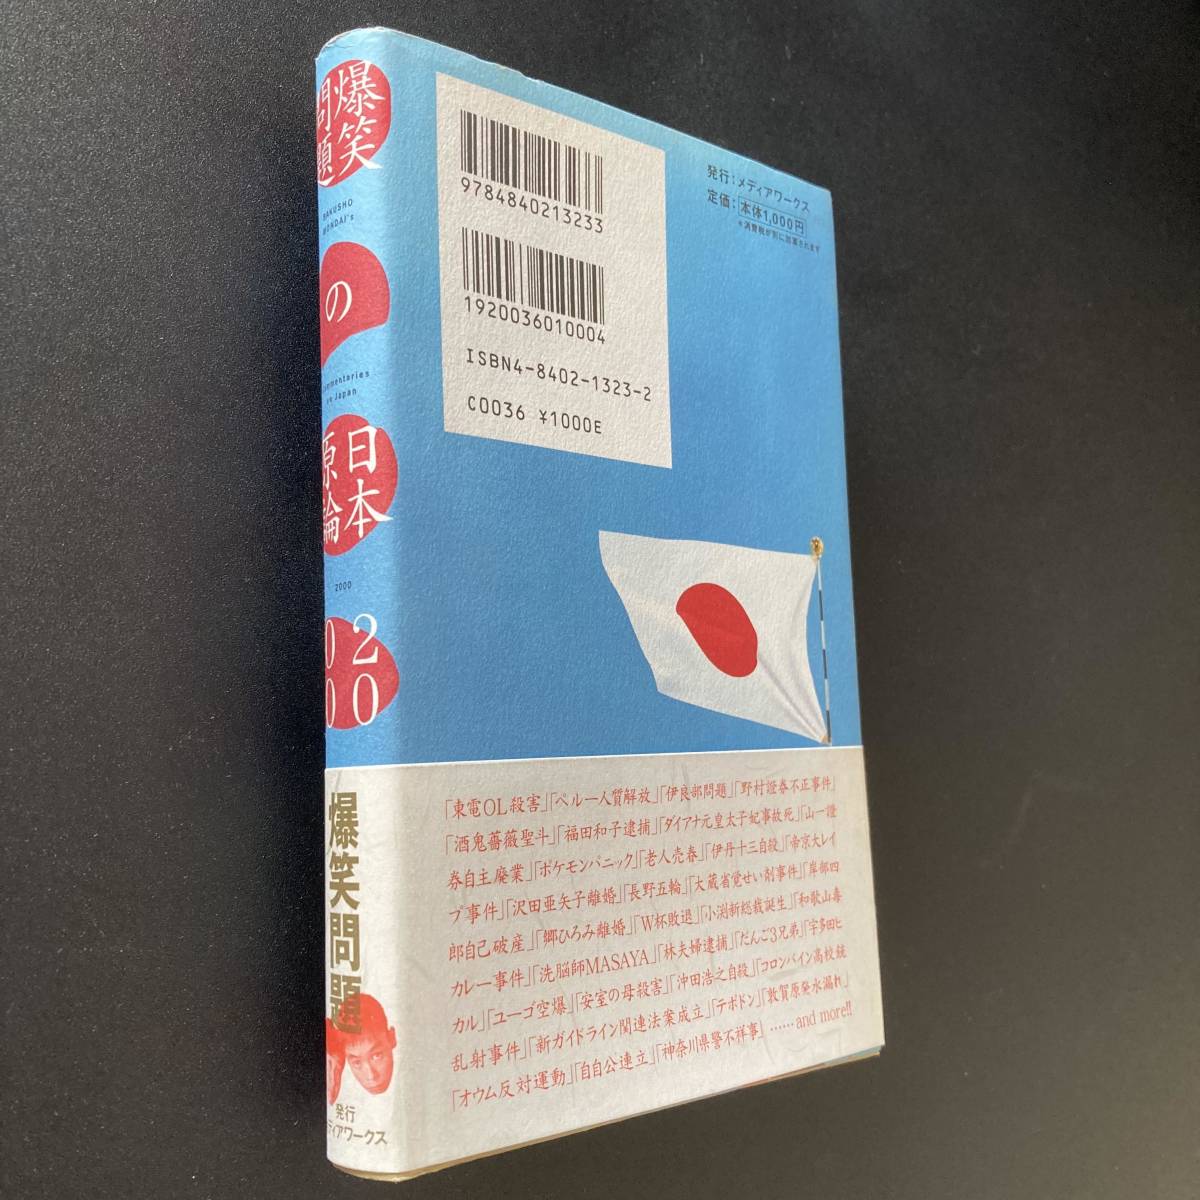 爆笑
問題
BAKUSHO
MONDAI's
の
Commentaries
on Japan
日本
原論
2000
20
00
爆笑問題
発行
メディアワークス
9784840213233
1920036010004
ISBN4-8402-1323-2
C0036 ¥1000E
発行：メディアワークス
定価：本体1,000円
*消費税が別に加算されます
「東電OL殺害」「ペルー人質解放」「伊良部問題」「野村證券不正事件」
「酒鬼薔薇聖斗」「福田和子逮捕」「ダイアナ元皇太子妃事故死」「山一證
券自主廃業」「ポケモンパニック」「老人売春」「伊丹十三自殺」「帝京大レイ
プ事件」「沢田亜矢子離婚」「長野五輪」「大蔵省覚せい剤事件」「岸部四
郎自己破産」「郷ひろみ離婚」「W杯敗退」「小渕新総裁誕生」「和歌山毒
カレー事件」「洗脳師MASAYA」「林夫婦逮捕」「だんご3兄弟」「宇多田ヒ
カル」「ユーゴ空爆」「安室の母殺害」「沖田浩之自殺」「コロンバイン高校銃
乱射事件」「新ガイドライン関連法案成立」「テポドン」「敦賀原発水漏れ」
「オウム反対運動」「自自公連立」「神奈川県警不祥事」……and more!!